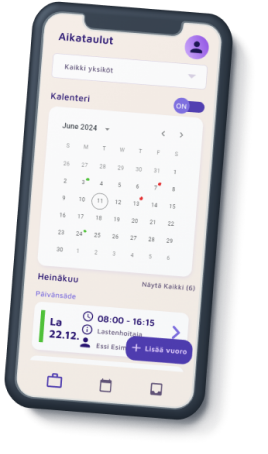 Aikataulut
Kaikki yksiköt
Kalenteri
ON
June 2024
S M T W T F S
26 27 28 29 30 31 1
2 3 4 5 6 7 8
9 10 11 12 13 14 15
16 17 18 19 20 21 22
23 24 25 26 27 28 29
30 1 2 3 4 5 6
Heinäkuu
Näytä Kaikki (6)
Päivänsäde
La
22.12.
08:00 - 16:15
Lastenhoitaja
Essi Esim
+ Lisää vuoro